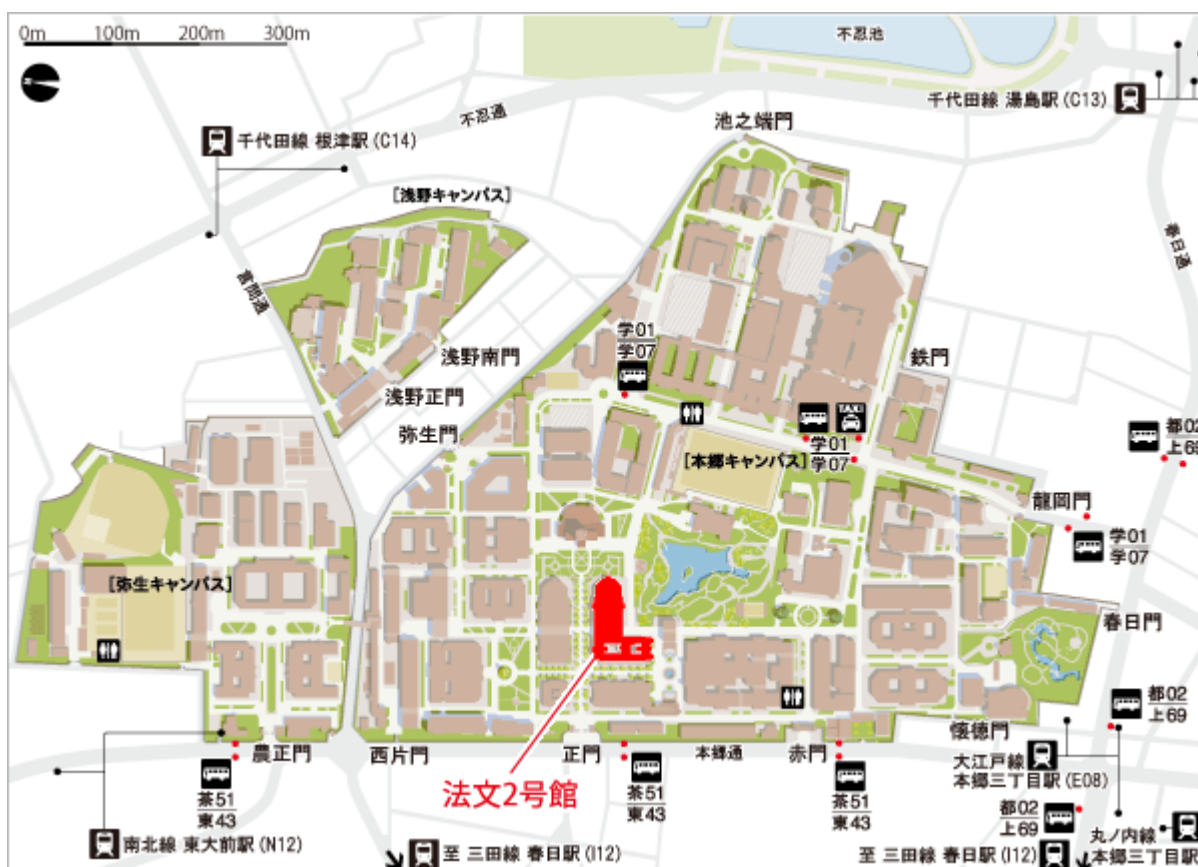 0m 100m 200m 300m
不忍池
千代田線 湯島駅 (C13)
不忍通
池之端門
千代田線 根津駅 (C14)
[浅野キャンパス]
春日通
言問通
学01
学07
浅野南門
鉄門
浅野正門
TAXI
弥生門
都02
上69
[本郷キャンパス]
学01
学07
龍岡門
学01
学07
[弥生キャンパス]
春日門
都02
上69
農正門
西片門
正門
本郷通
赤門
懐徳門
大江戸線
本郷三丁目駅 (E08)
法文2号館
茶51
東43
茶51
東43
茶51
東43
都02
上69
南北線 東大前駅 (N12)
至 三田線 春日駅 (I12)
至 三田線 春日駅 (I12)
丸ノ内線
本郷三丁目駅